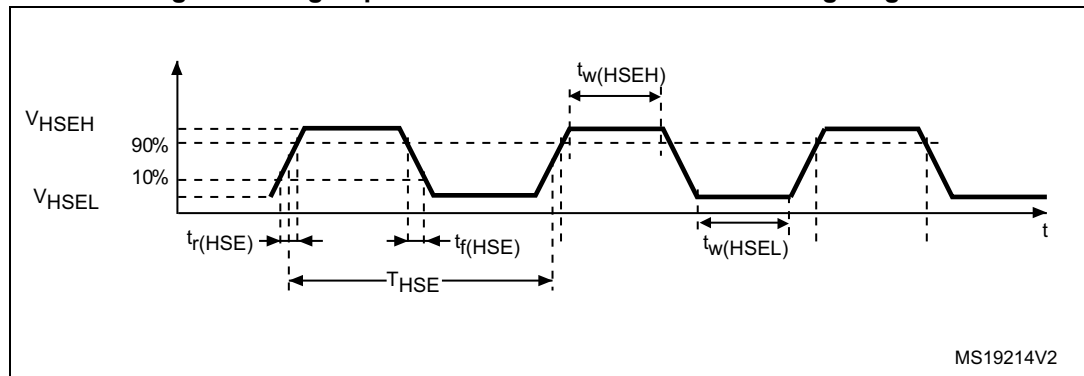 tw(HSEH)
VHSEH
90%
10%
VHSEL
tr(HSE)
tf(HSE)
tw(HSEL)
t
THSE
MS19214V2